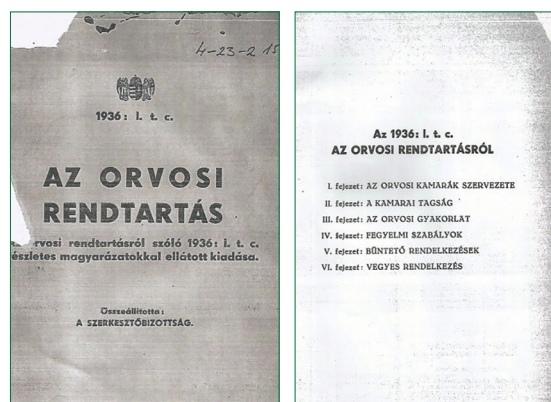 4-23-2 15
1936: I. t. c.
AZ ORVOSI
RENDTARTÁS
orvosi rendtartásról szóló 1936: I. t. c.
részletes magyarázatokkal ellátott kiadása.
Összeállította:
A SZERKESZTŐBIZOTTSÁG.
Az 1936: I. t. c.
AZ ORVOSI RENDTARTÁSRÓL
I. fejezet: AZ ORVOSI KAMARÁK SZERVEZETE
II. fejezet: A KAMARAI TAGSÁG
III. fejezet: AZ ORVOSI GYAKORLAT
IV. fejezet: FEGYELMI SZABÁLYOK
V. fejezet: BÜNTETŐ RENDELKEZÉSEK
VI. fejezet: VEGYES RENDELKEZÉS